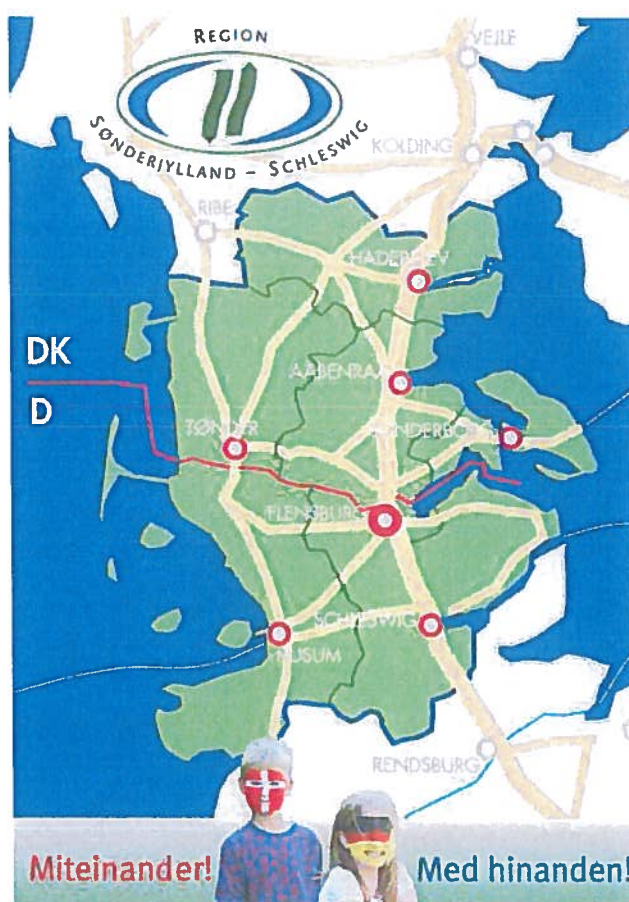 REGION
SØNDERJYLLAND – SCHLESWIG
VEJLE
KOLDING
RIBE
HADERSLEV
AABENRAA
DK
D
TØNDER
SØNDERBORG
FLENSBURG
SCHLESWIG
HUSUM
RENDSBURG
Miteinander!
Med hinanden!